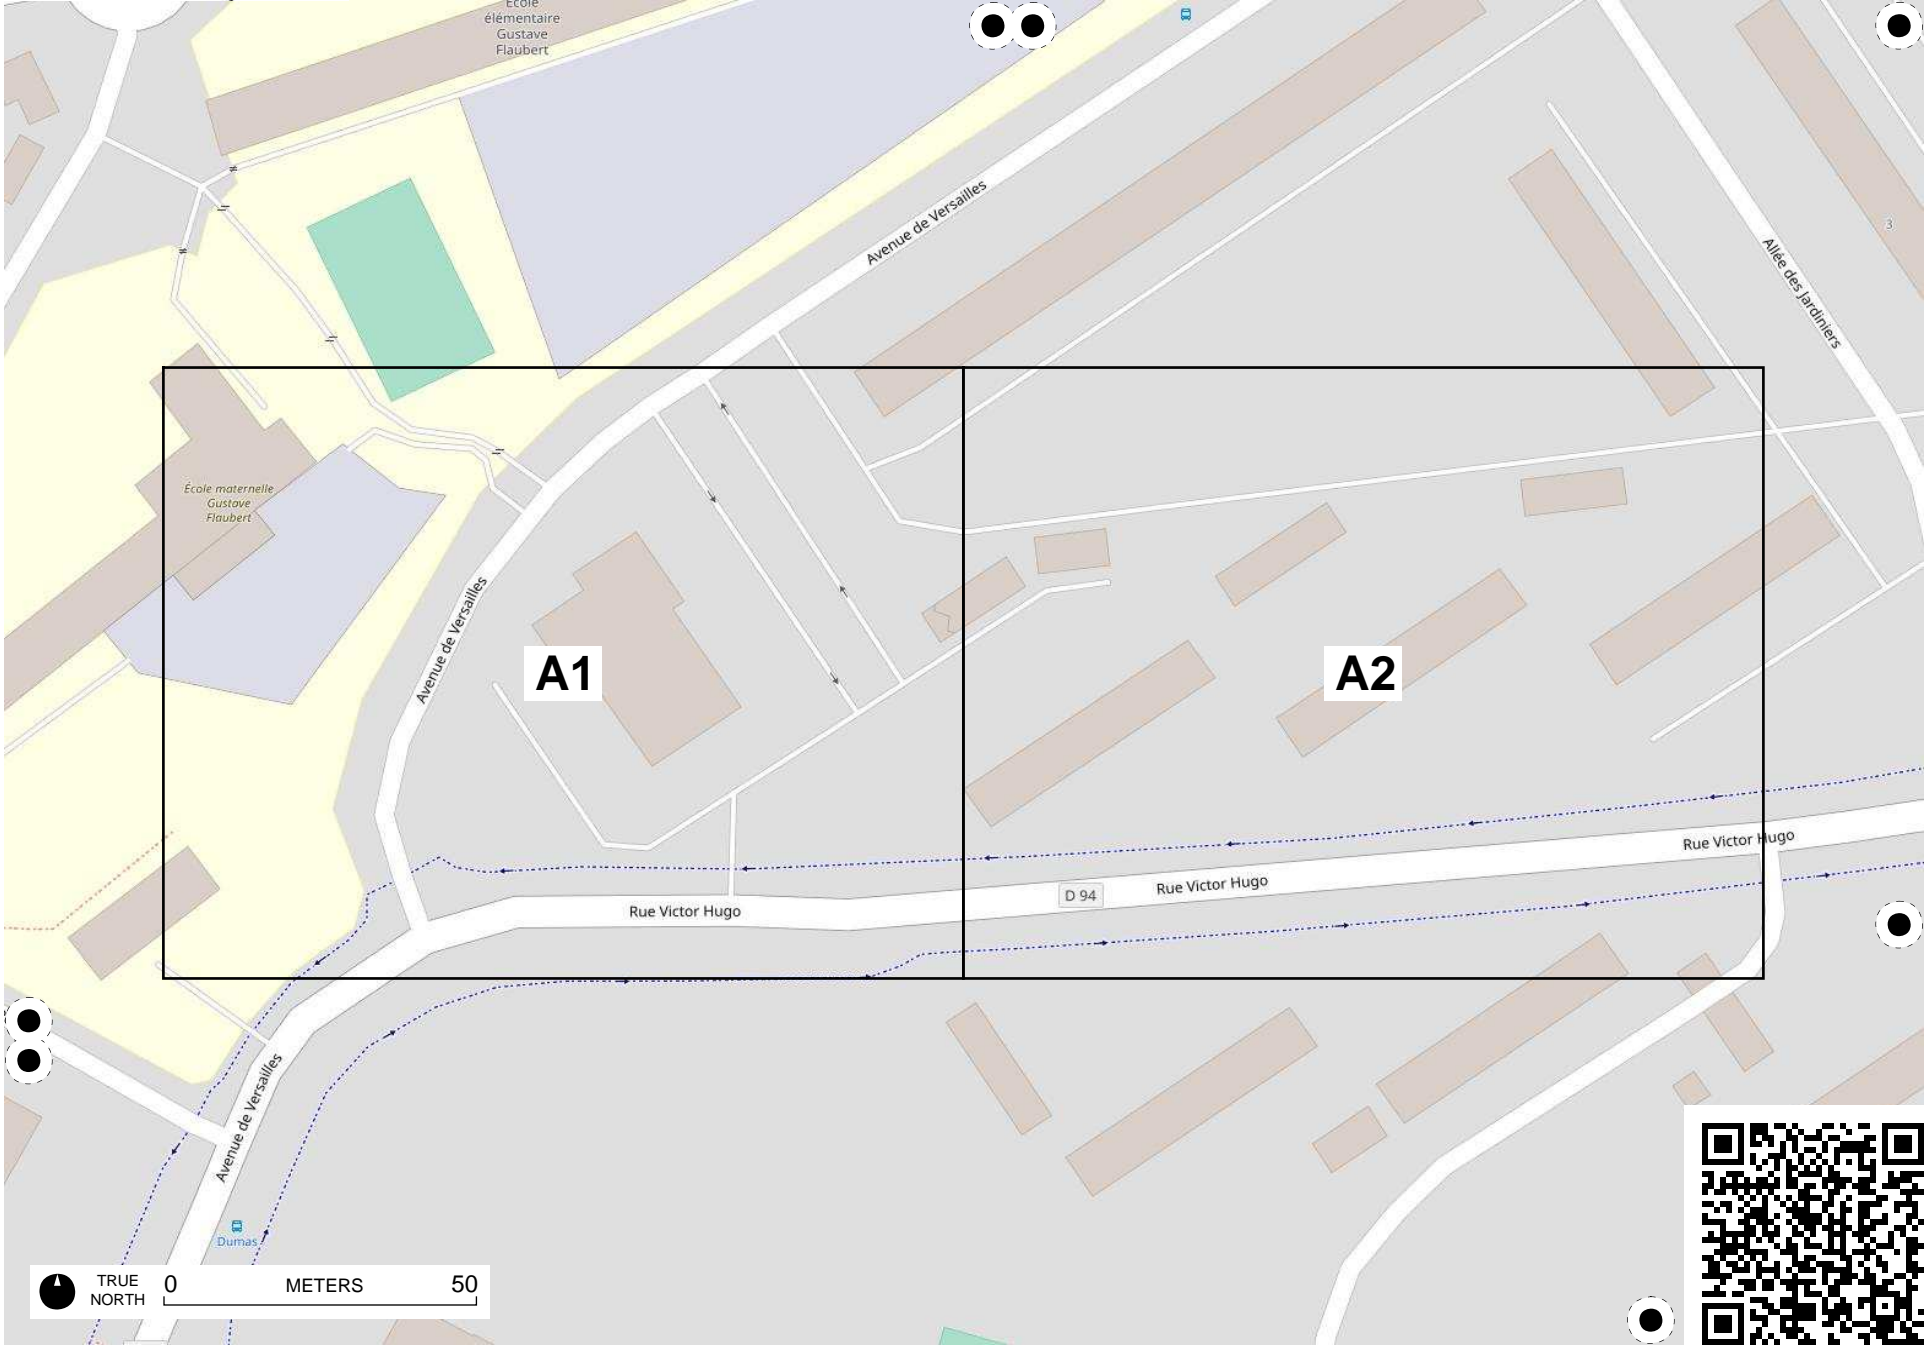 École
élémentaire
Gustave
Flaubert
Avenue de Versailles
3
Allée des Jardiniers
École maternelle
Gustave
Flaubert
Avenue de Versailles
A1
A2
Rue Victor Hugo
Rue Victor Hugo
D 94
Rue Victor Hugo
Avenue de Versailles
Dumas
TRUE
NORTH
0
METERS
50